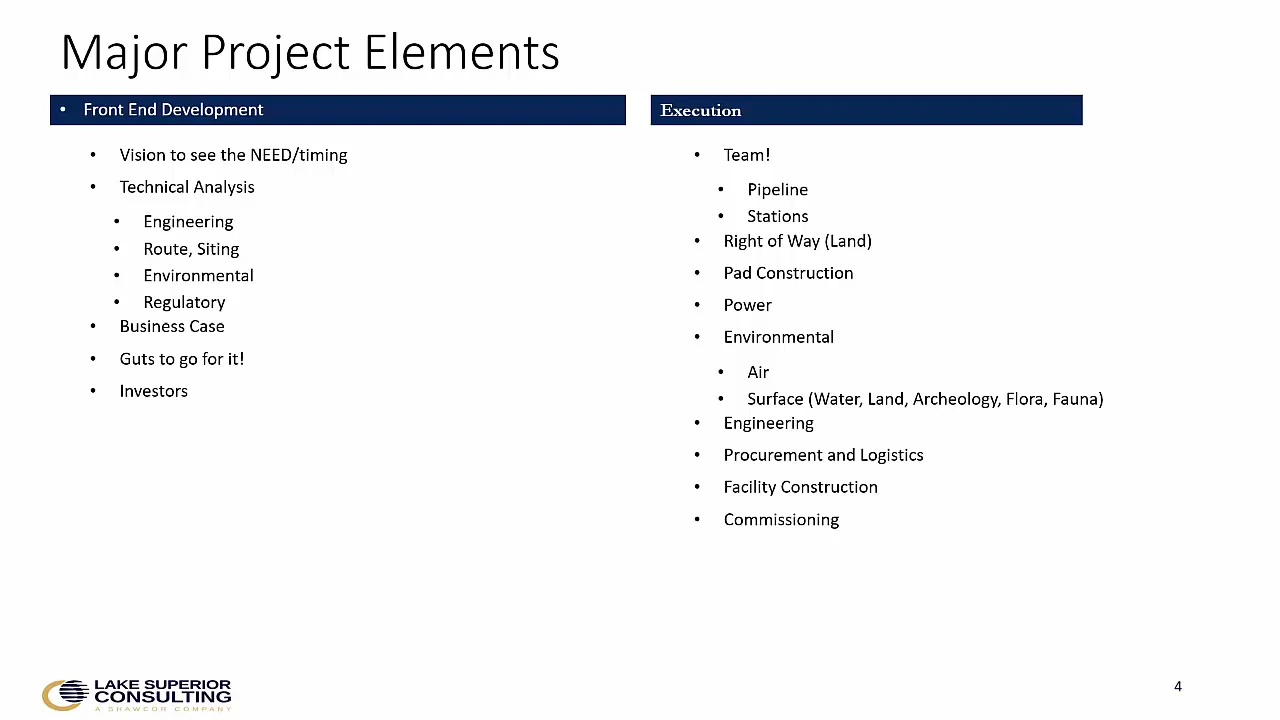 Major Project Elements
• Front End Development
• Vision to see the NEED/timing
• Technical Analysis
• Engineering
• Route, Siting
• Environmental
• Regulatory
• Business Case
• Guts to go for it!
• Investors
Execution
• Team!
• Pipeline
• Stations
• Right of Way (Land)
• Pad Construction
• Power
• Environmental
• Air
• Surface (Water, Land, Archeology, Flora, Fauna)
• Engineering
• Procurement and Logistics
• Facility Construction
• Commissioning
LAKE SUPERIOR
CONSULTING
A SHAWCOR COMPANY
4